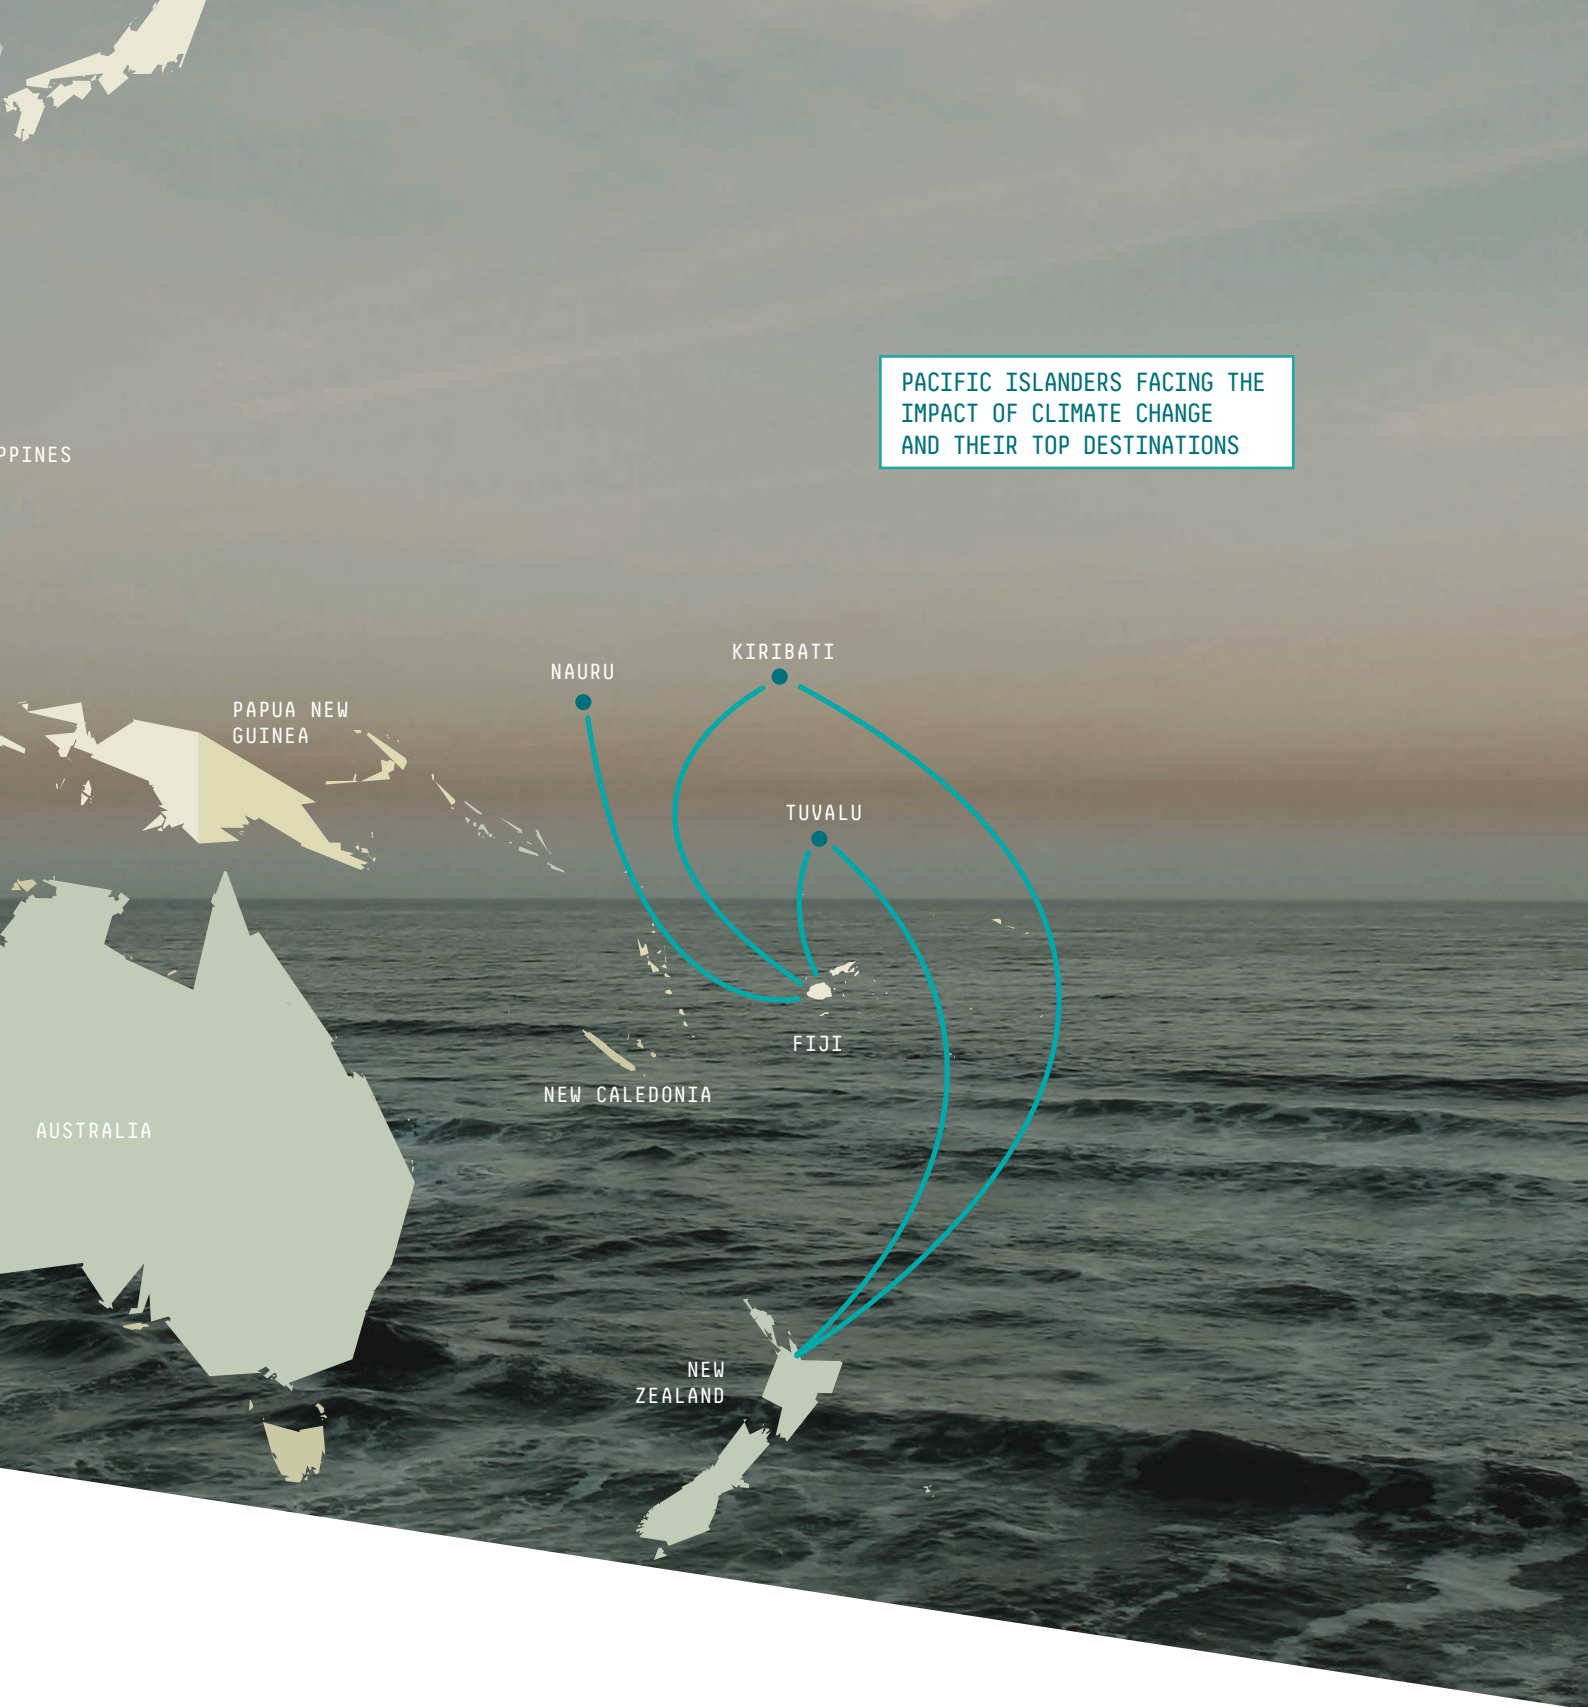 PACIFIC ISLANDERS FACING THE
IMPACT OF CLIMATE CHANGE
AND THEIR TOP DESTINATIONS
PPINES
KIRIBATI
NAURU
PAPUA NEW
GUINEA
TUVALU
FIJI
NEW CALEDONIA
AUSTRALIA
NEW
ZEALAND